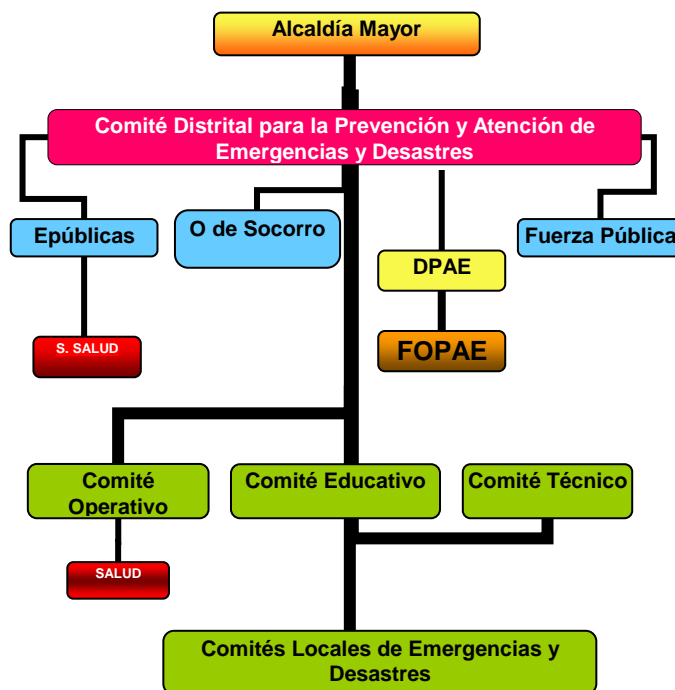 Alcaldía Mayor
Comité Distrital para la Prevención y Atención de
Emergencias y Desastres
Epúblicas
O de Socorro
Fuerza Pública
DPAE
S. SALUD
FOPAE
Comité
Operativo
Comité Educativo
Comité Técnico
SALUD
Comités Locales de Emergencias y
Desastres